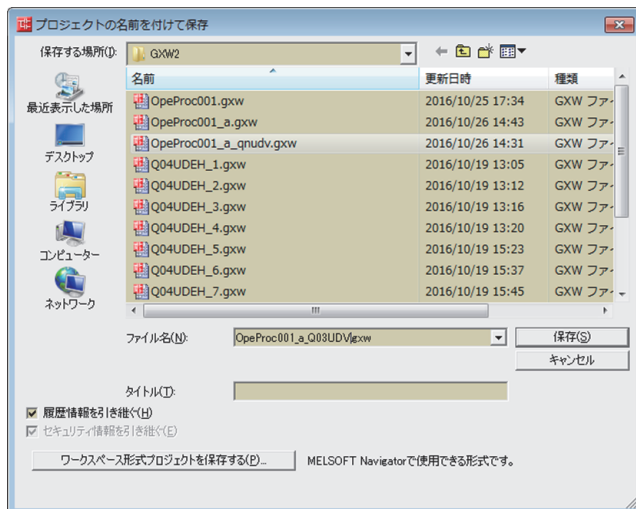 プロジェクトの名前を付けて保存
保存する場所(I): GXW2
名前 更新日時 種類
OpeProc001.gxw 2016/10/25 17:34 GXW ファイ
OpeProc001_a.gxw 2016/10/26 14:43 GXW ファイ
OpeProc001_a_qnudv.gxw 2016/10/26 14:31 GXW ファイ
Q04UDEH_1.gxw 2016/10/19 13:05 GXW ファイ
Q04UDEH_2.gxw 2016/10/19 13:12 GXW ファイ
Q04UDEH_3.gxw 2016/10/19 13:16 GXW ファイ
Q04UDEH_4.gxw 2016/10/19 13:20 GXW ファイ
Q04UDEH_5.gxw 2016/10/19 15:23 GXW ファイ
Q04UDEH_6.gxw 2016/10/19 15:37 GXW ファイ
Q04UDEH_7.gxw 2016/10/19 15:45 GXW ファイ
最近表示した場所
デスクトップ
ライブラリ
コンピューター
ネットワーク
ファイル名(N): OpeProc001_a_Q03UDV.gxw 保存(S)
キャンセル
タイトル(T):
履歴情報を引き継ぐ(H)
セキュリティ情報を引き継ぐ(E)
ワークスペース形式プロジェクトを保存する(P)... MELSOFT Navigatorで使用できる形式です。